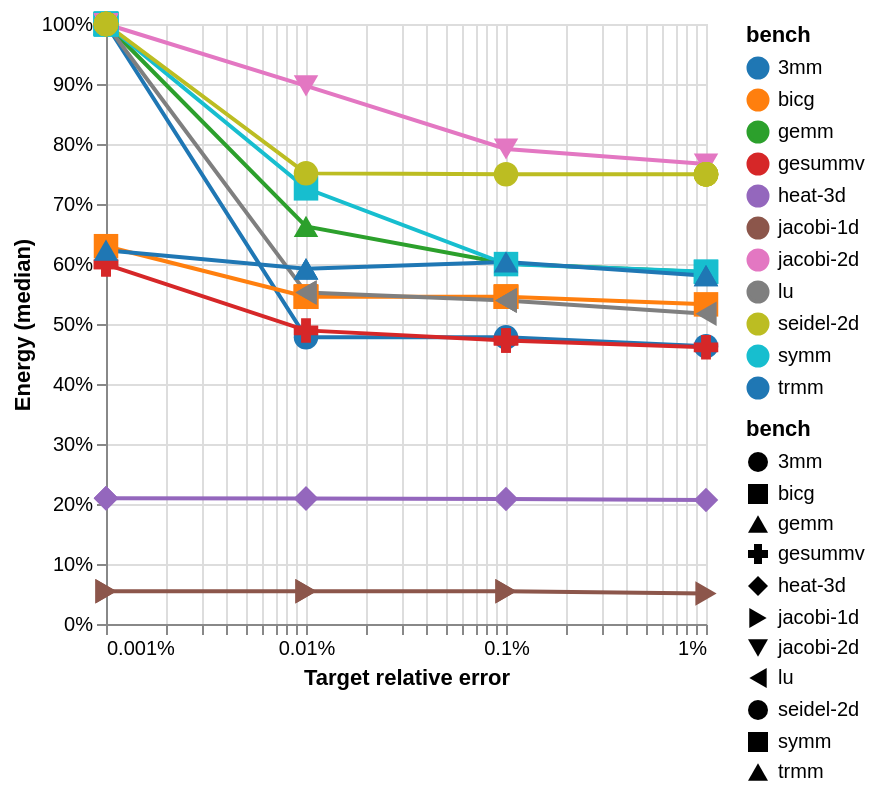 100%
90%
80%
70%
60%
50%
40%
30%
20%
10%
0%
Energy (median)
0.001%
0.01%
0.1%
1%
Target relative error
bench
3mm
bicg
gemm
gesummv
heat-3d
jacobi-1d
jacobi-2d
lu
seidel-2d
symm
trmm
bench
3mm
bicg
gemm
gesummv
heat-3d
jacobi-1d
jacobi-2d
lu
seidel-2d
symm
trmm